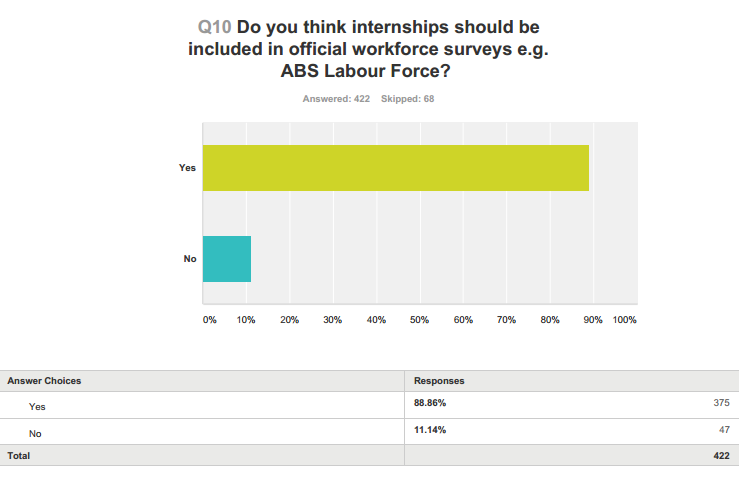 Q10 Do you think internships should be
included in official workforce surveys e.g.
ABS Labour Force?
Answered: 422 Skipped: 68
Yes
No
0% 10% 20% 30% 40% 50% 60% 70% 80% 90% 100%
Answer Choices Responses
Yes 88.86% 375
No 11.14% 47
Total 422